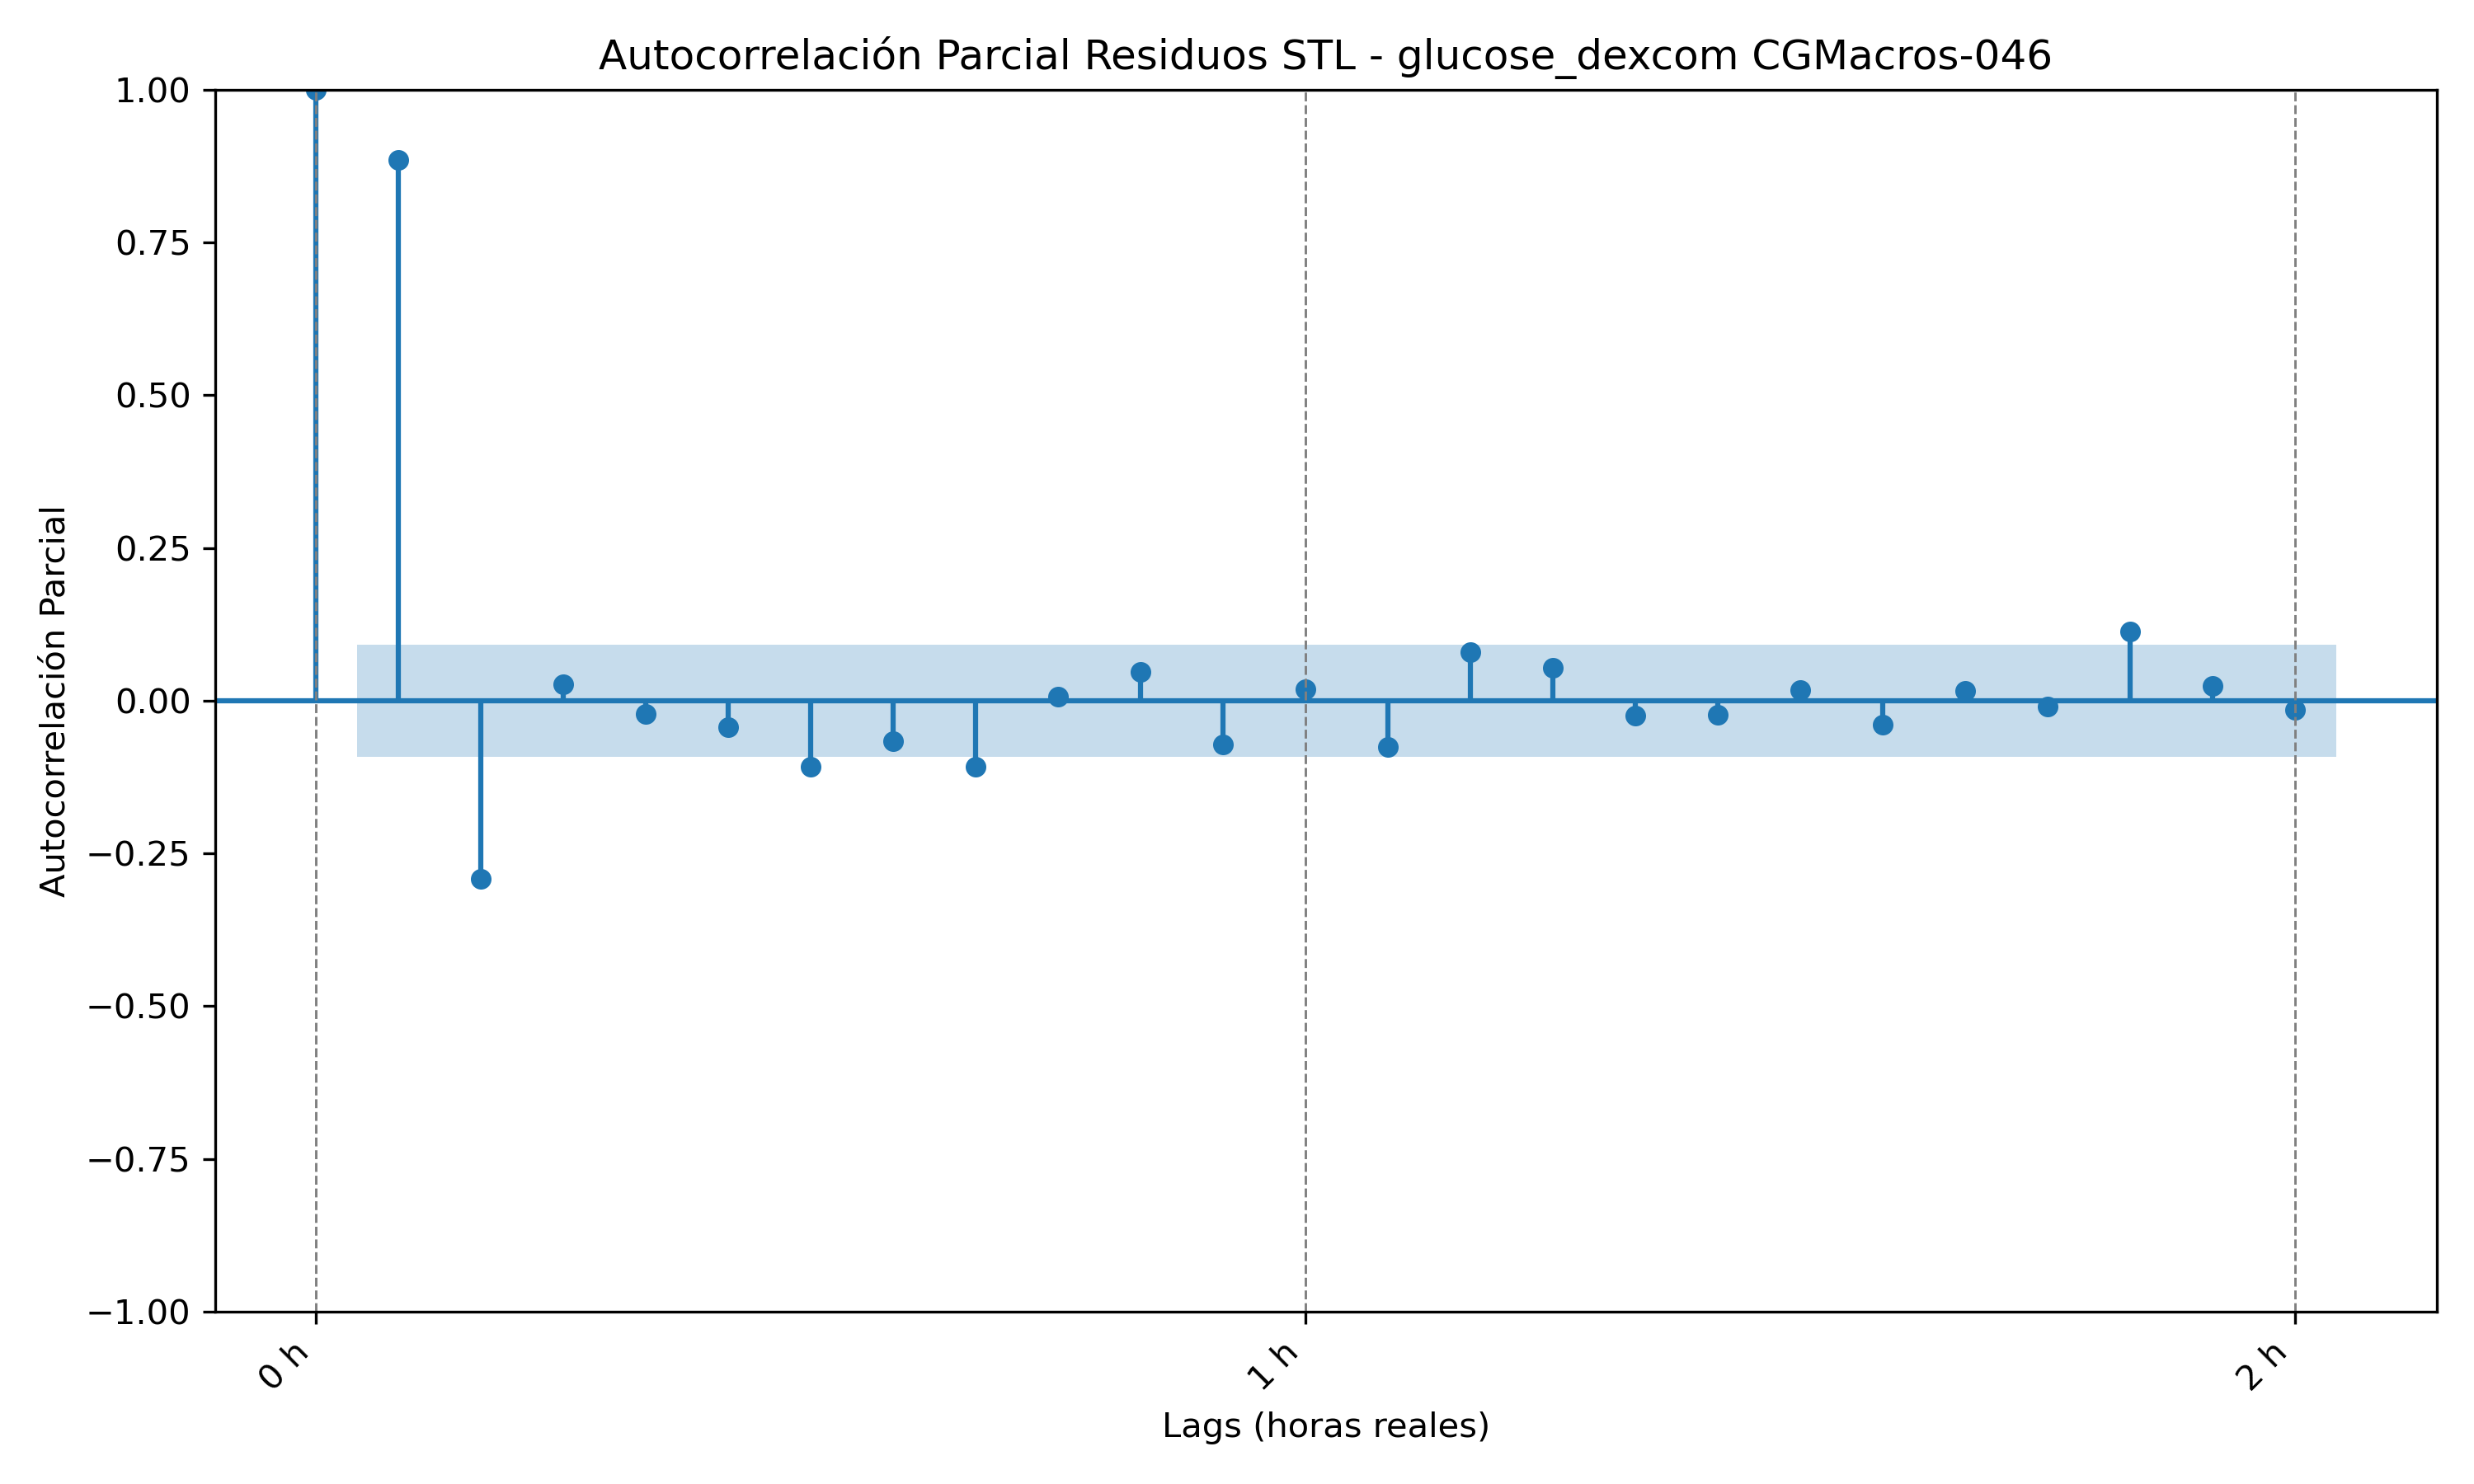 Autocorrelación Parcial Residuos STL - glucose_dexcom CGMacros-046
1.00
0.75
0.50
0.25
0.00
−0.25
−0.50
−0.75
−1.00
Autocorrelación Parcial
0 h
1 h
2 h
Lags (horas reales)